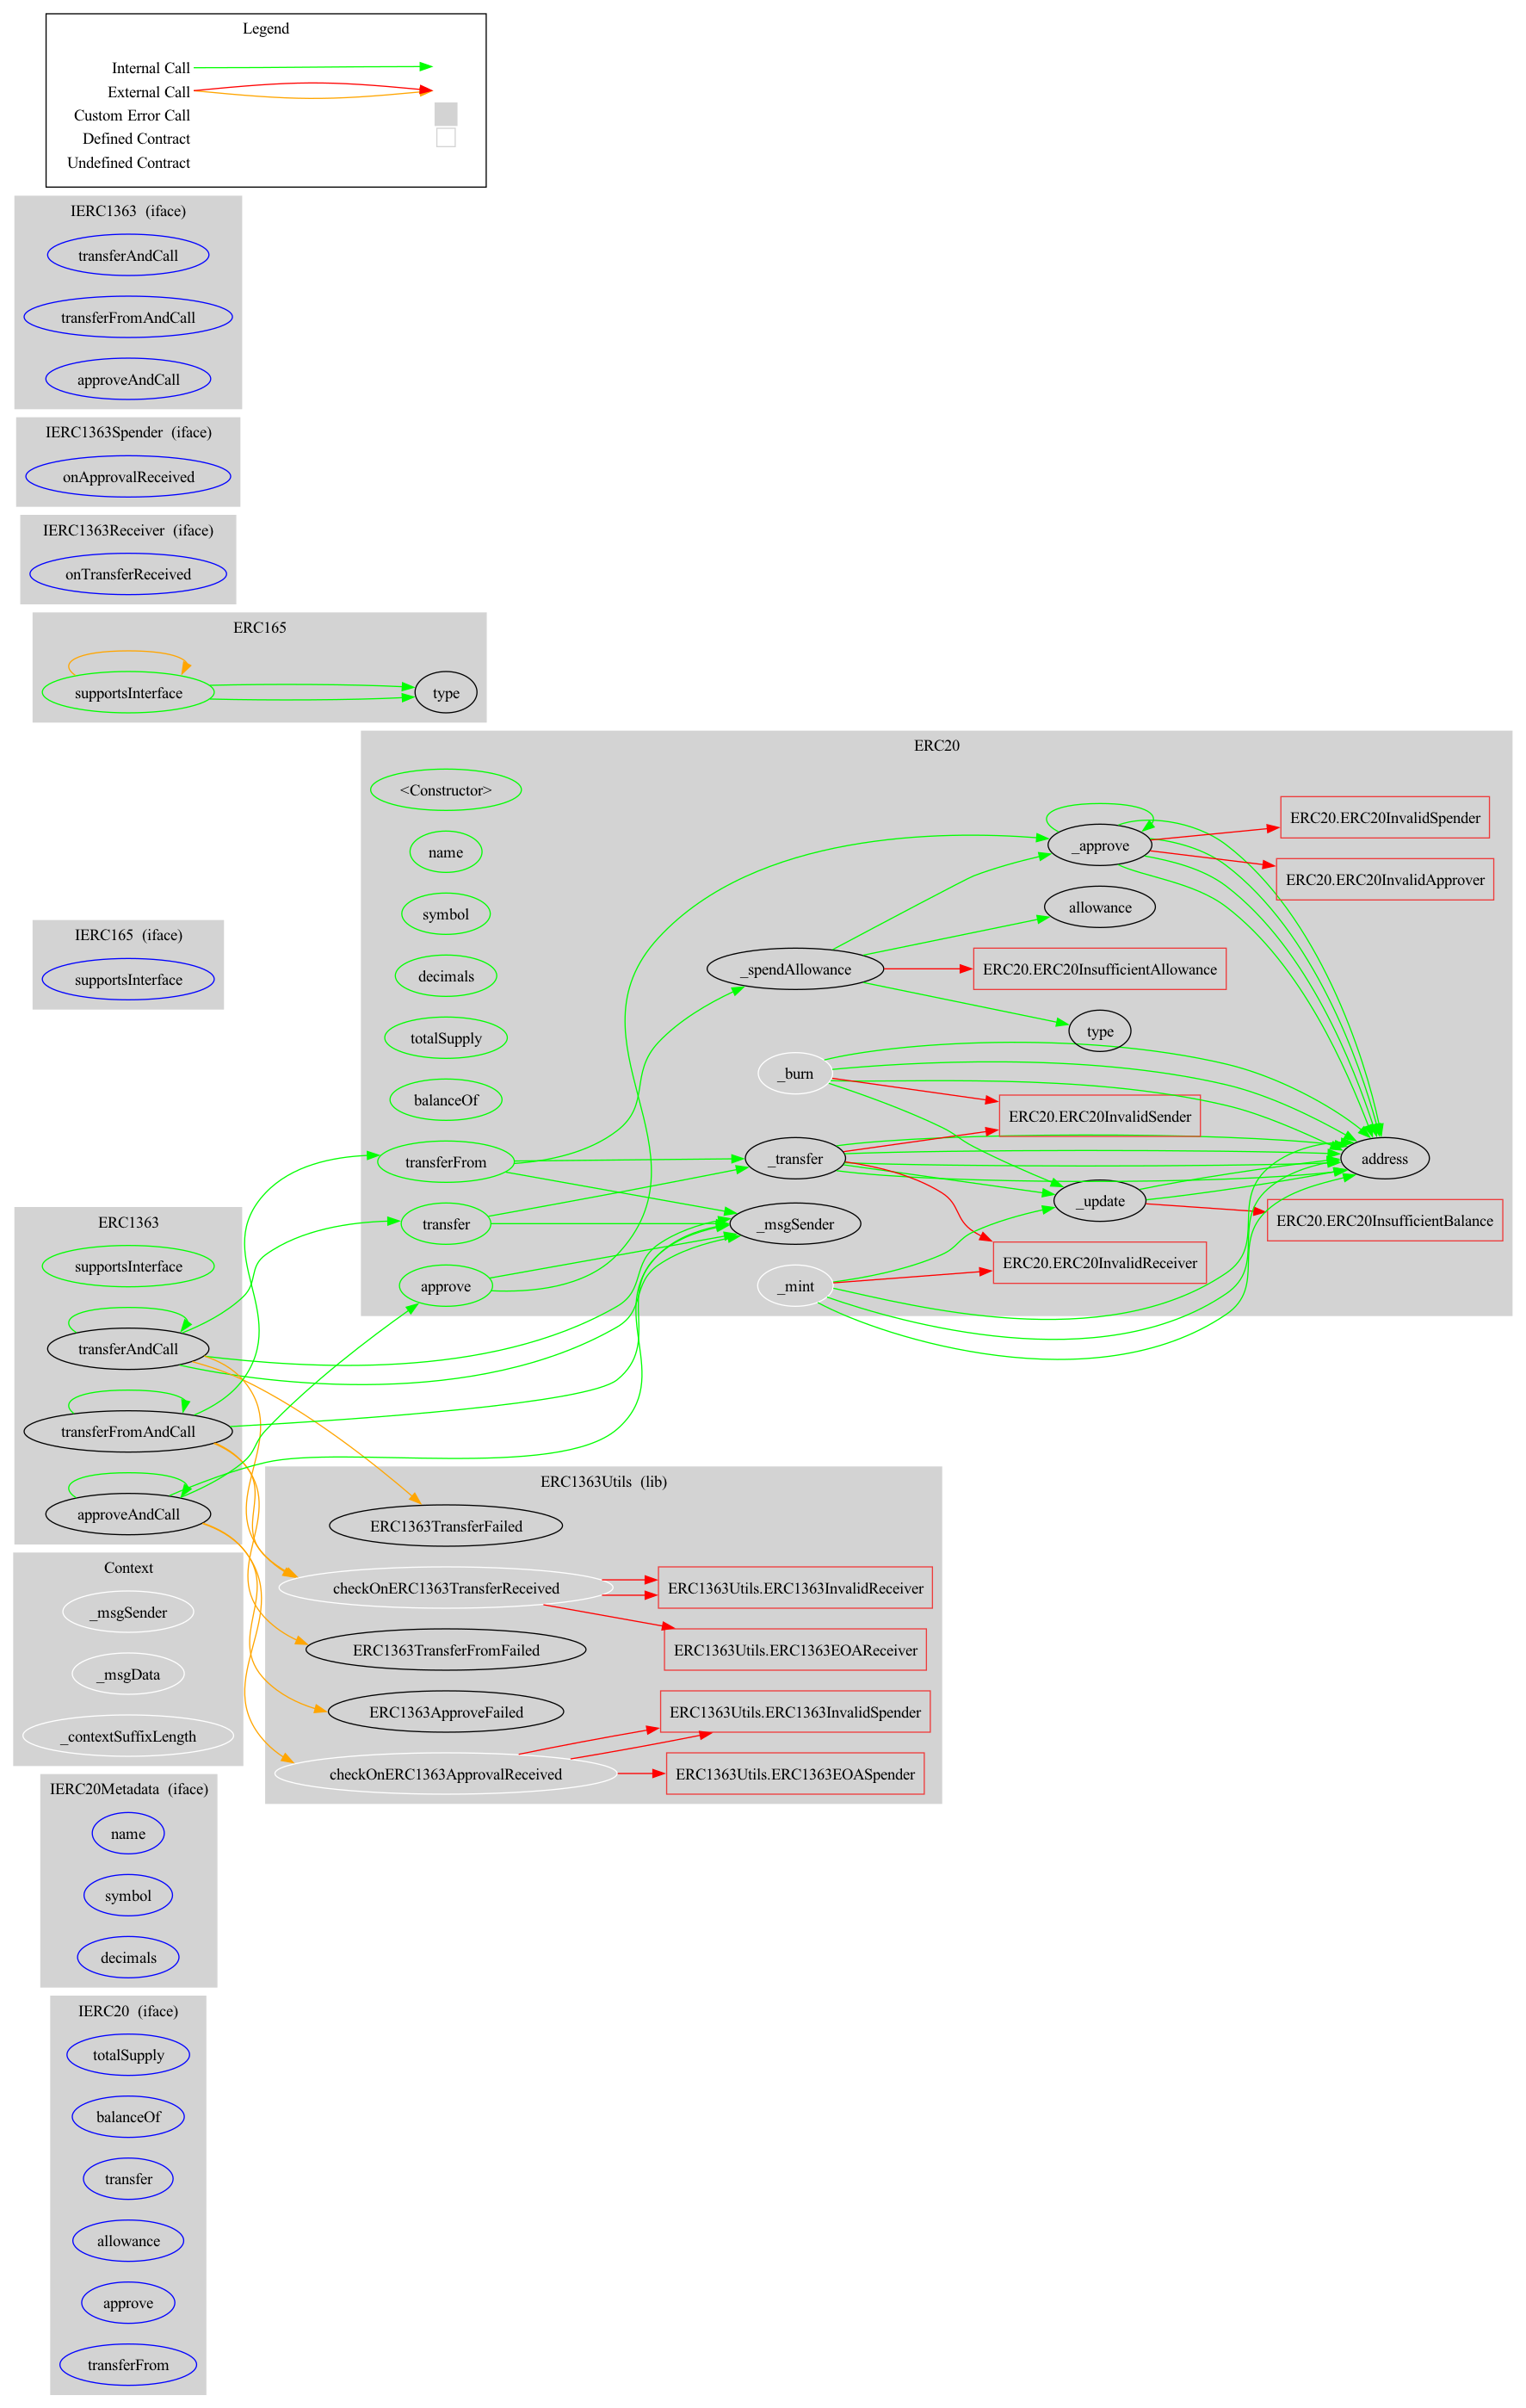 Legend
Internal Call
External Call
Custom Error Call
Defined Contract
Undefined Contract
IERC1363 (iface)
transferAndCall
transferFromAndCall
approveAndCall
IERC1363Spender (iface)
onApprovalReceived
IERC1363Receiver (iface)
onTransferReceived
ERC165
supportsInterface
type
ERC20
<Constructor>
name
symbol
decimals
totalSupply
balanceOf
transferFrom
transfer
approve
_spendAllowance
_burn
_transfer
_msgSender
_mint
_approve
allowance
ERC20.ERC20InsufficientAllowance
type
ERC20.ERC20InvalidSender
_update
ERC20.ERC20InvalidReceiver
ERC20.ERC20InvalidSpender
ERC20.ERC20InvalidApprover
address
ERC20.ERC20InsufficientBalance
IERC165 (iface)
supportsInterface
ERC1363
supportsInterface
transferAndCall
transferFromAndCall
approveAndCall
ERC1363Utils (lib)
ERC1363TransferFailed
checkOnERC1363TransferReceived
ERC1363TransferFromFailed
ERC1363ApproveFailed
checkOnERC1363ApprovalReceived
ERC1363Utils.ERC1363InvalidReceiver
ERC1363Utils.ERC1363EOAReceiver
ERC1363Utils.ERC1363InvalidSpender
ERC1363Utils.ERC1363EOASpender
Context
_msgSender
_msgData
_contextSuffixLength
IERC20Metadata (iface)
name
symbol
decimals
IERC20 (iface)
totalSupply
balanceOf
transfer
allowance
approve
transferFrom